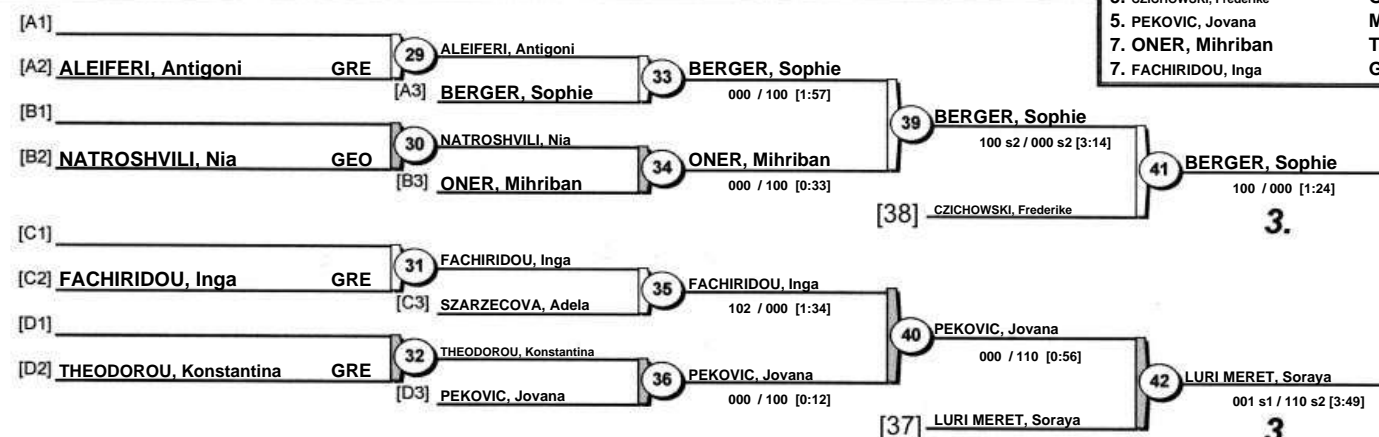 5. PEKOVIC, Jovana M
7. ONER, Mihriban T
7. FACHIRIDOU, Inga G
[A1]
[A2] ALEIFERI, Antigoni GRE
29
ALEIFERI, Antigoni
[A3] BERGER, Sophie
33
BERGER, Sophie
000 / 100 [1:57]
[B1]
[B2] NATROSHVILI, Nia GEO
30
NATROSHVILI, Nia
[B3] ONER, Mihriban
34
ONER, Mihriban
000 / 100 [0:33]
39
BERGER, Sophie
100 s2 / 000 s2 [3:14]
[38] CZICHOWSKI, Frederike
41
BERGER, Sophie
100 / 000 [1:24]
3.
[C1]
[C2] FACHIRIDOU, Inga GRE
31
FACHIRIDOU, Inga
[C3] SZARZECOVA, Adela
35
FACHIRIDOU, Inga
102 / 000 [1:34]
[D1]
[D2] THEODOROU, Konstantina GRE
32
THEODOROU, Konstantina
[D3] PEKOVIC, Jovana
36
PEKOVIC, Jovana
000 / 100 [0:12]
40
PEKOVIC, Jovana
000 / 110 [0:56]
[37] LURI MERET, Soraya
42
LURI MERET, Soraya
001 s1 / 110 s2 [3:49]
3